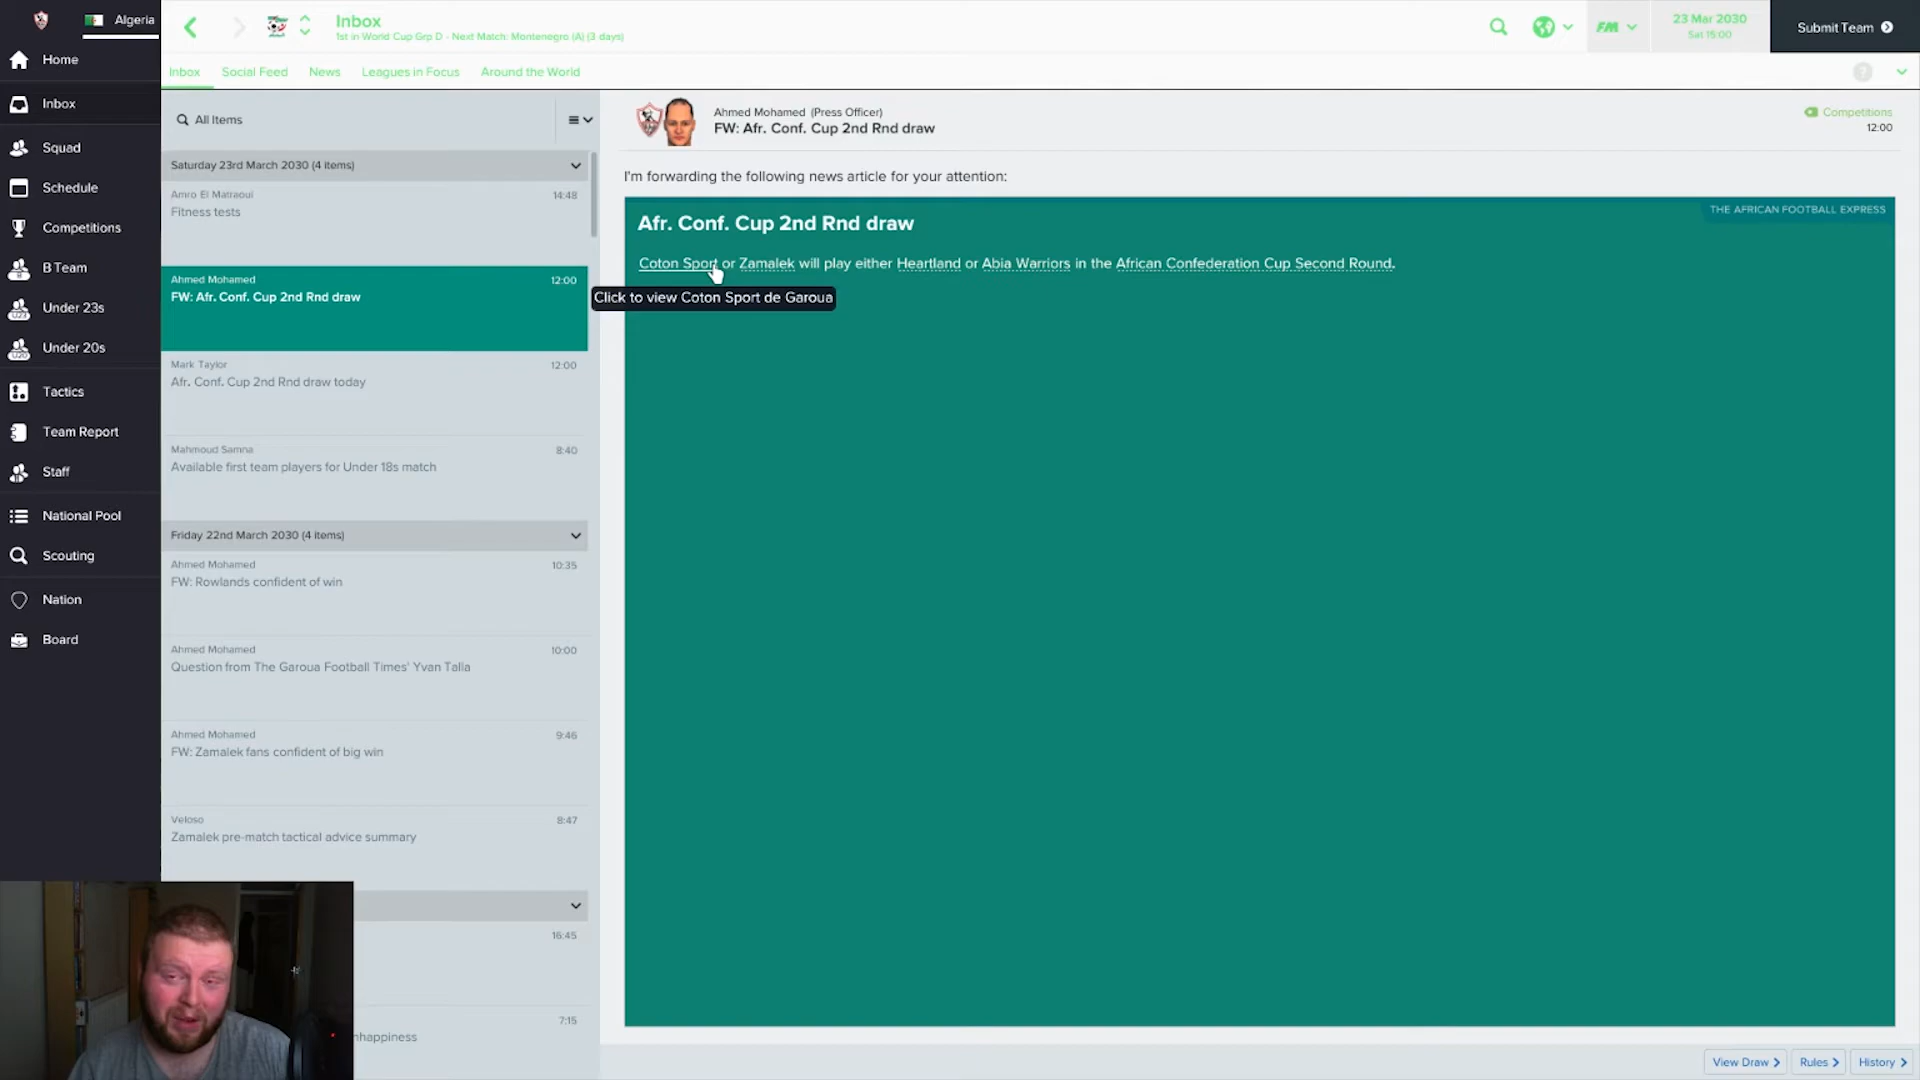 Algeria
Inbox
1st in World Cup Grp D - Next Match: Montenegro (A) (3 days)
FM
23 Mar 2030
Sat 15:00
Submit Team
Inbox
Social Feed
News
Leagues in Focus
Around the World
?
Home
Inbox
Squad
Schedule
Competitions
B Team
Under 23s
Under 20s
Tactics
Team Report
Staff
National Pool
Scouting
Nation
Board
All Items
Saturday 23rd March 2030 (4 items)
Amro El Matraoui
14:48
Fitness tests
Ahmed Mohamed
12:00
FW: Afr. Conf. Cup 2nd Rnd draw
Mark Taylor
12:00
Afr. Conf. Cup 2nd Rnd draw today
Mahmoud Samna
8:40
Available first team players for Under 18s match
Friday 22nd March 2030 (4 items)
Ahmed Mohamed
10:35
FW: Rowlands confident of win
Ahmed Mohamed
10:00
Question from The Garoua Football Times' Yvan Talla
Ahmed Mohamed
9:46
FW: Zamalek fans confident of big win
Veloso
8:47
Zamalek pre-match tactical advice summary
16:45
7:15
nhappiness
Ahmed Mohamed (Press Officer)
FW: Afr. Conf. Cup 2nd Rnd draw
Competitions
12:00
I'm forwarding the following news article for your attention:
THE AFRICAN FOOTBALL EXPRESS
Afr. Conf. Cup 2nd Rnd draw
Coton Sport or Zamalek will play either Heartland or Abia Warriors in the African Confederation Cup Second Round.
Click to view Coton Sport de Garoua
View Draw
Rules
History